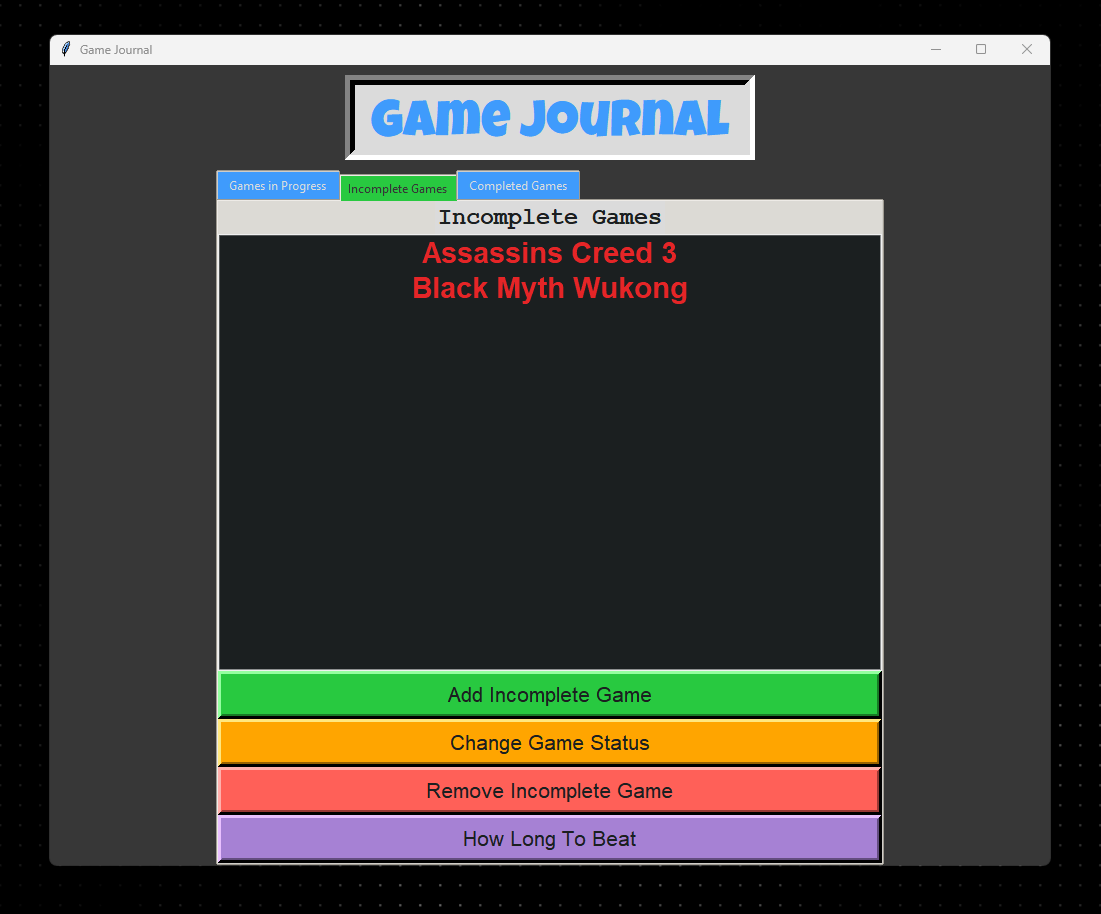 Game Journal
GAME JOURNAL
Games in Progress
Incomplete Games
Completed Games
Incomplete Games
Assassins Creed 3
Black Myth Wukong
Add Incomplete Game
Change Game Status
Remove Incomplete Game
How Long To Beat